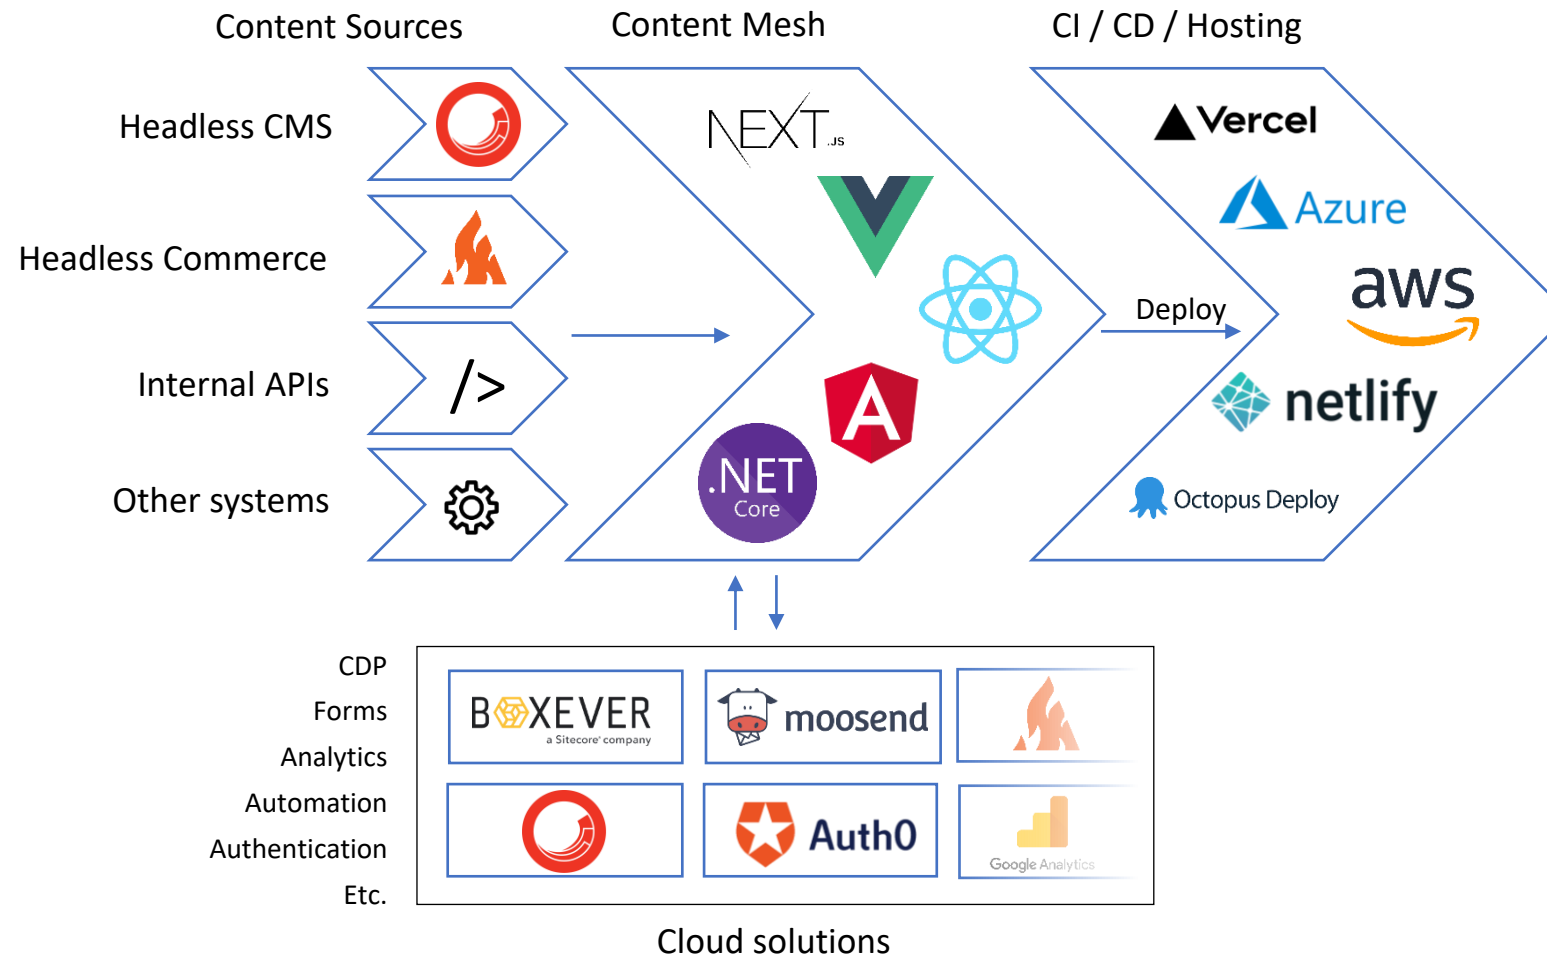 Content Sources
Content Mesh
CI / CD / Hosting
Headless CMS
NEXT.JS
Vercel
Azure
Headless Commerce
aws
Deploy
Internal APIs
/>
netlify
A
.NET
Core
Other systems
Octopus Deploy
CDP
Forms
Analytics
Automation
Authentication
Etc.
BOXEVER
a Sitecore® company
moosend
Auth0
Google Analytics
Cloud solutions